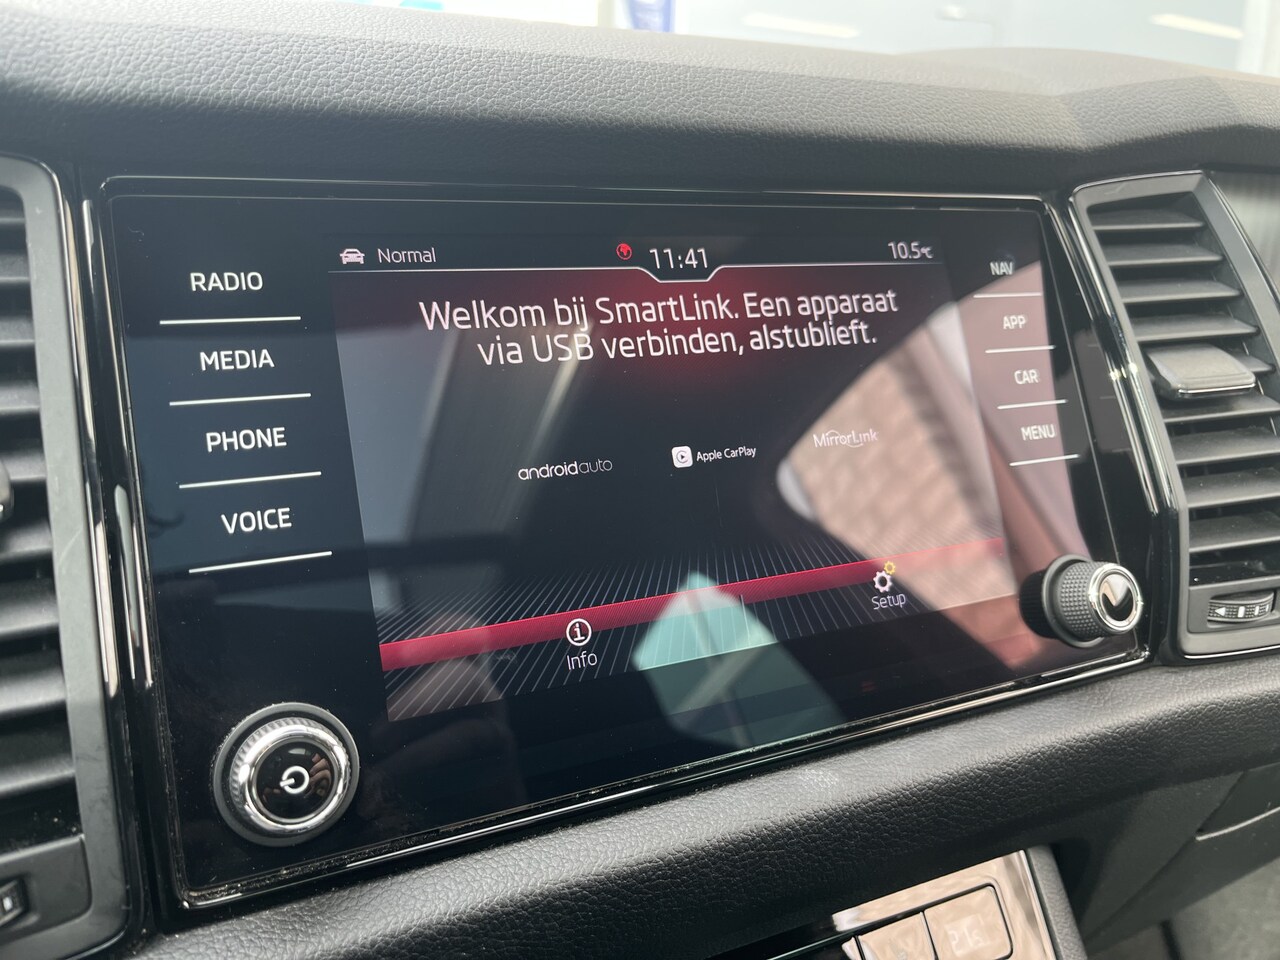 Normal
11:41
10.5°C
RADIO
MEDIA
PHONE
VOICE
Welkom bij SmartLink. Een apparaat
via USB verbinden, alstublieft.
androidauto
Apple CarPlay
MirrorLink
Info
Setup
NAV
APP
CAR
MENU